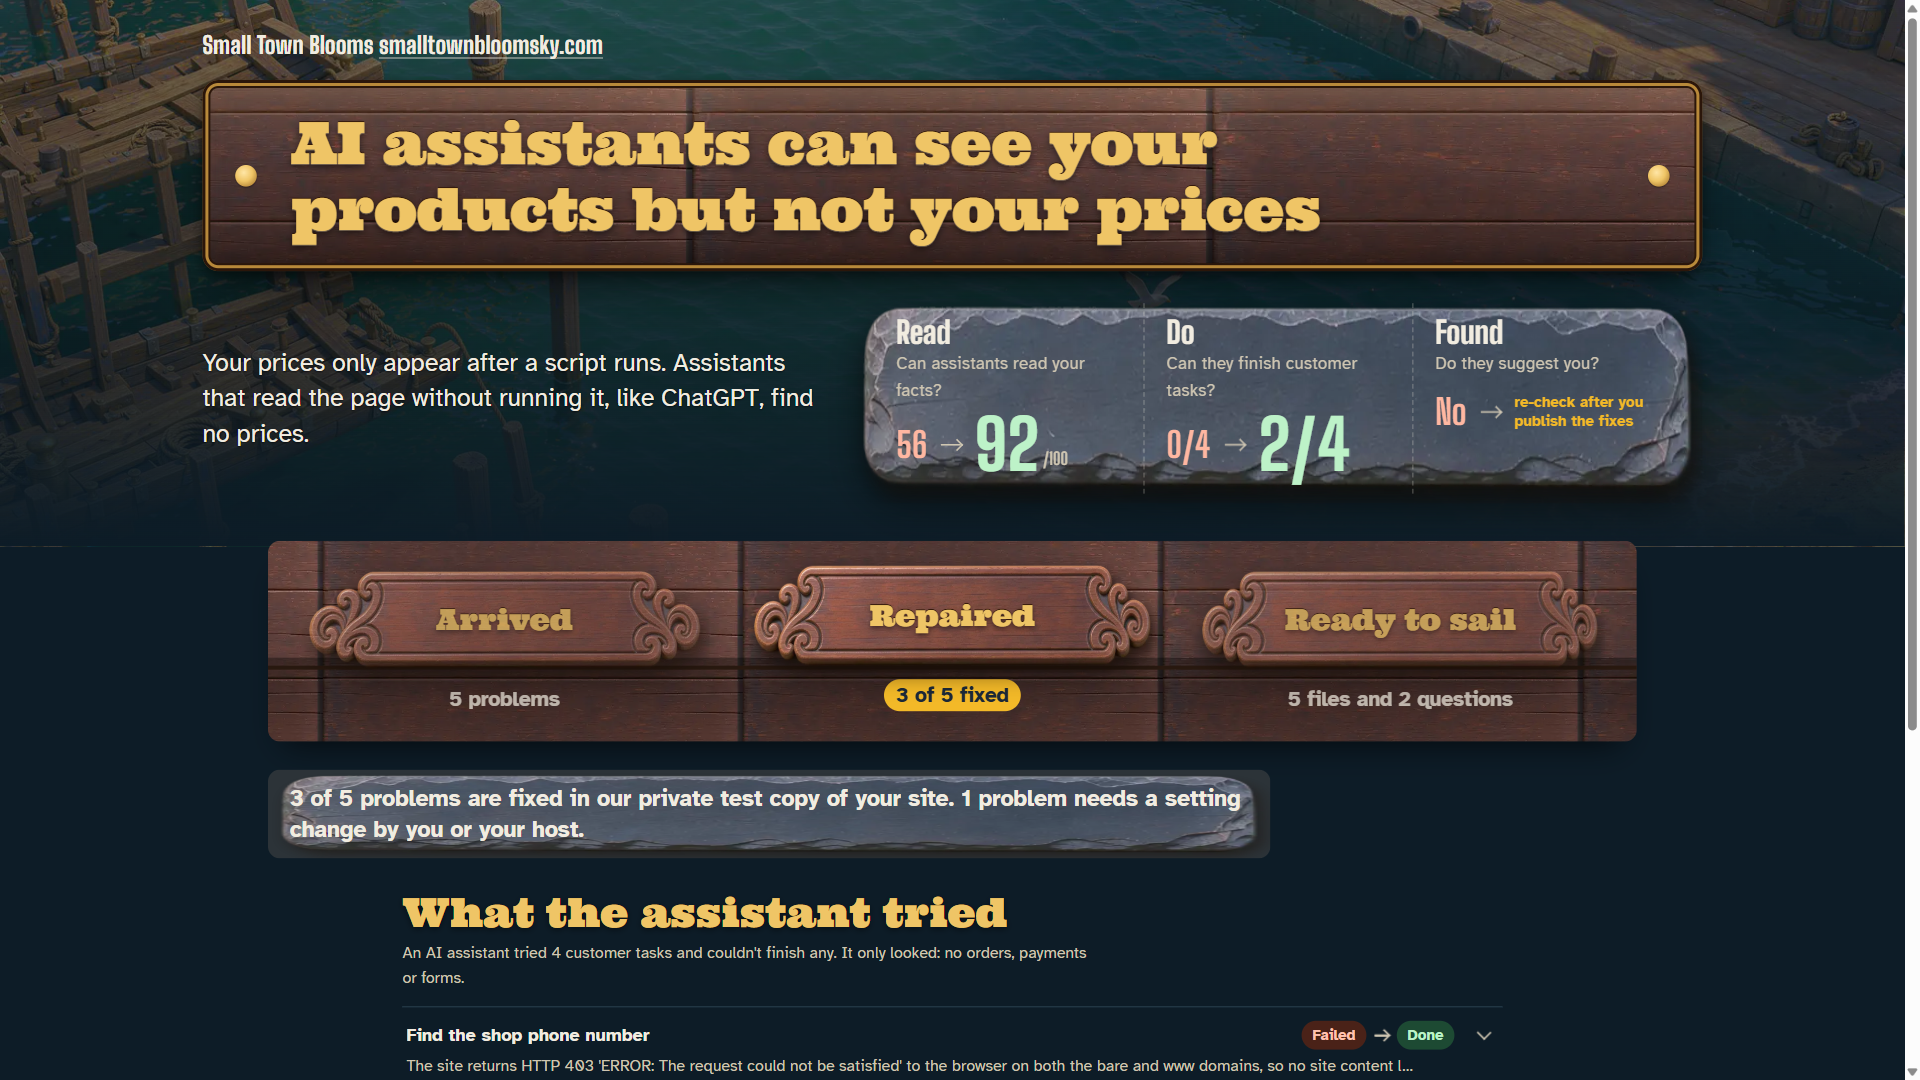 Small Town Blooms smalltownbloomsky.com
AI assistants can see your
products but not your prices
Your prices only appear after a script runs. Assistants
that read the page without running it, like ChatGPT, find
no prices.
Read
Can assistants read your
facts?
56 → 92 /100
Do
Can they finish customer
tasks?
0/4 → 2/4
Found
Do they suggest you?
No → re-check after you
publish the fixes
Arrived
5 problems
Repaired
3 of 5 fixed
Ready to sail
5 files and 2 questions
3 of 5 problems are fixed in our private test copy of your site. 1 problem needs a setting
change by you or your host.
What the assistant tried
An AI assistant tried 4 customer tasks and couldn't finish any. It only looked: no orders, payments
or forms.
Find the shop phone number
Failed → Done
The site returns HTTP 403 'ERROR: The request could not be satisfied' to the browser on both the bare and www domains, so no site content l...